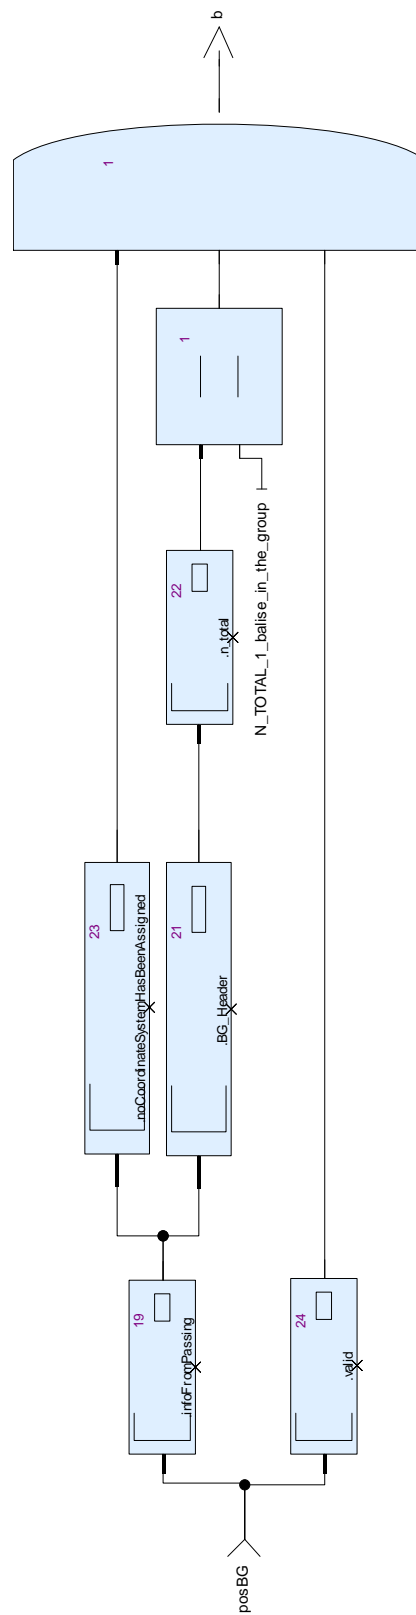 posBG
19
.infoFromPassing
24
.valid
23
.noCoordinateSystemHasBeenAssigned
21
.BG_Header
22
.n_total
N_TOTAL_1_balise_in_the_group
1
1
b